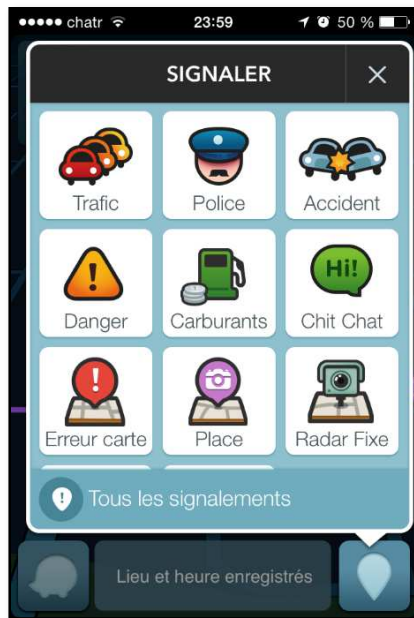 chatr 23:59 50 %
SIGNALER
Trafic Police Accident
Hi!
Danger Carburants Chit Chat
Erreur carte Place Radar Fixe
Tous les signalements
Lieu et heure enregistrés